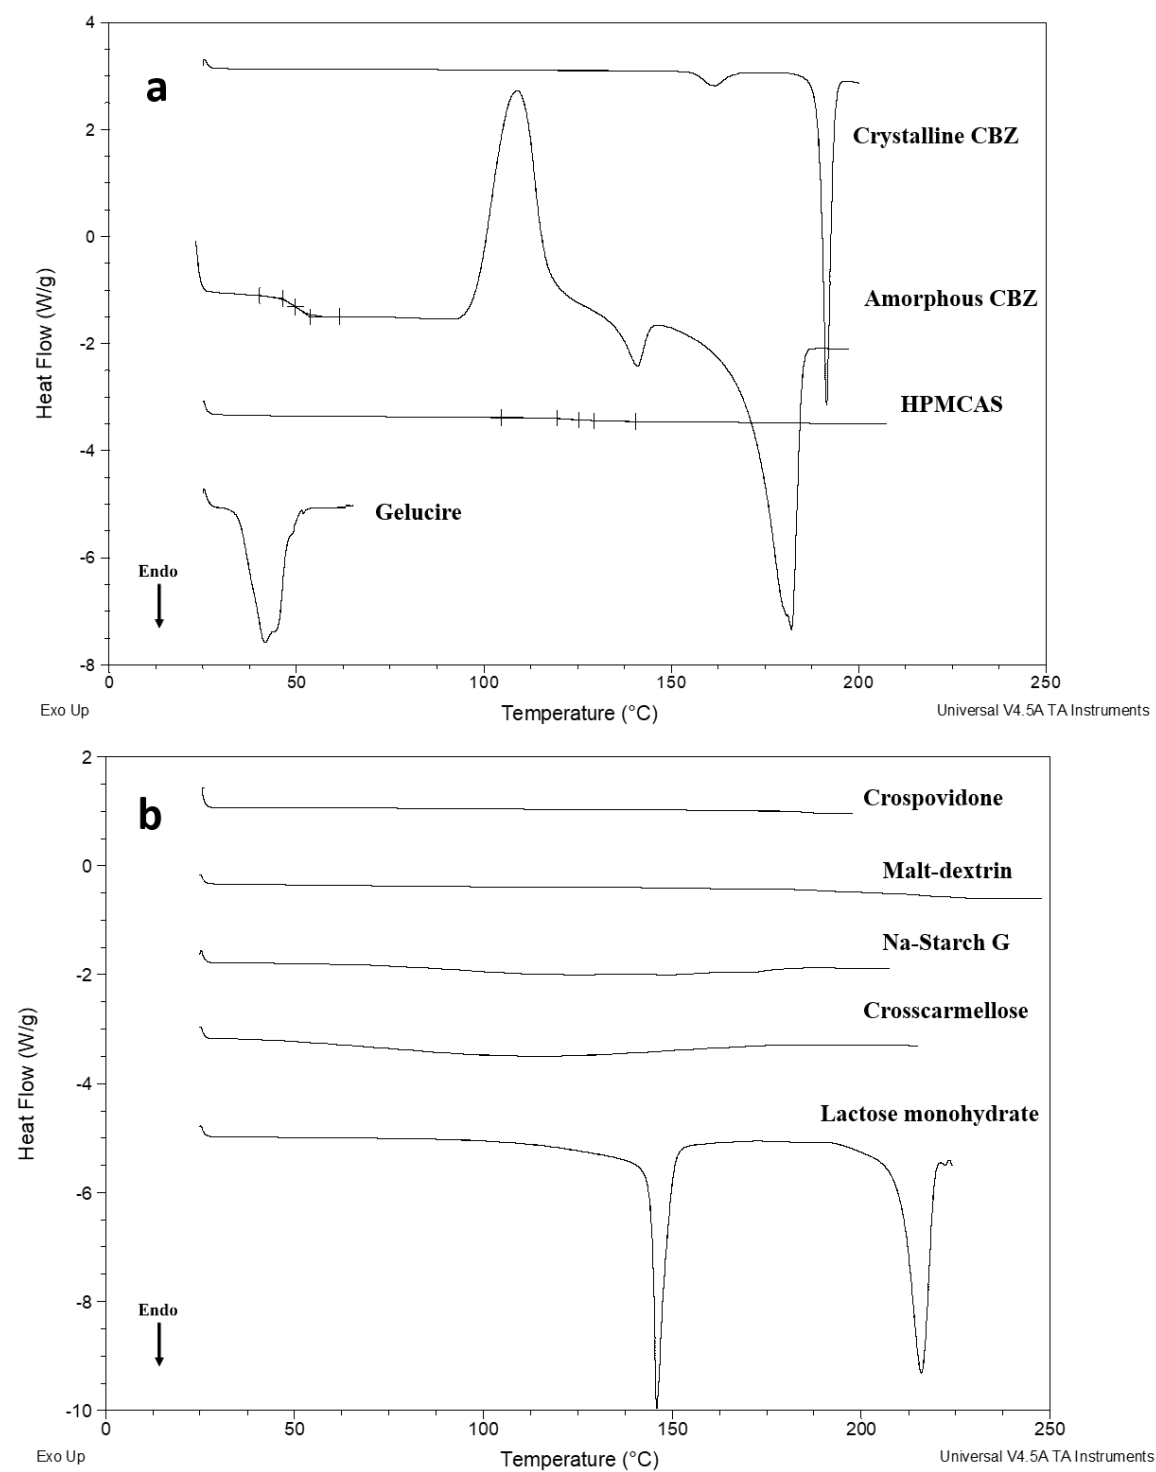 4
a
2
Crystalline CBZ
0
Amorphous CBZ
-2
HPMCAS
-4
Gelucire
-6
Endo
-8
0 50 100 150 200 250
Heat Flow (W/g)
Exo Up Temperature (°C) Universal V4.5A TA Instruments
2
b
Crospovidone
0
Malt-dextrin
Na-Starch G
-2
Crosscarmellose
-4
Lactose monohydrate
-6
-8
Endo
-10
0 50 100 150 200 250
Heat Flow (W/g)
Exo Up Temperature (°C) Universal V4.5A TA Instruments